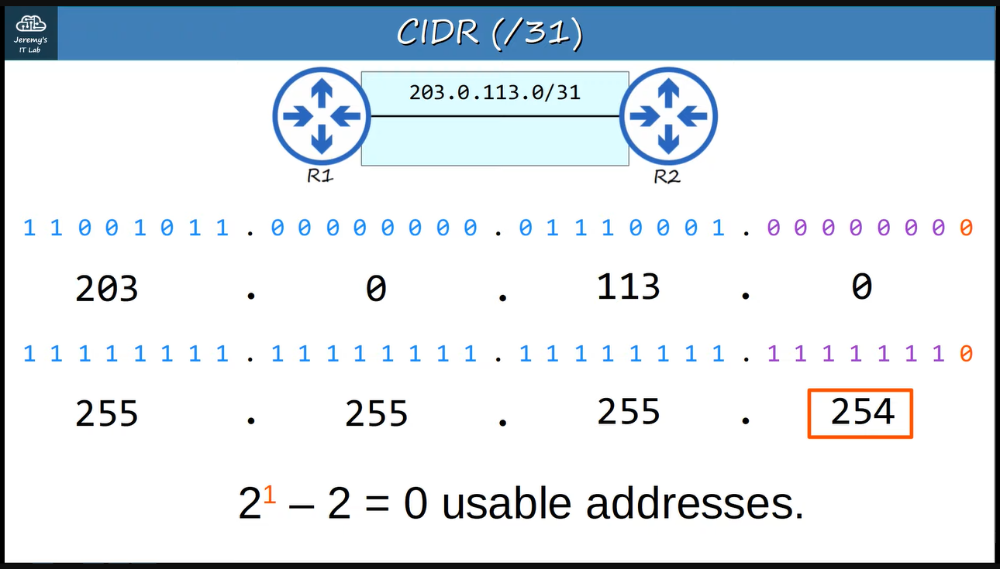 Jeremy's
IT Lab
CIDR (/31)
203.0.113.0/31
R1
R2
1 1 0 0 1 0 1 1 . 0 0 0 0 0 0 0 0 . 0 1 1 1 0 0 0 1 . 0 0 0 0 0 0 0 0
203 . 0 . 113 . 0
1 1 1 1 1 1 1 1 . 1 1 1 1 1 1 1 1 . 1 1 1 1 1 1 1 1 . 1 1 1 1 1 1 1 0
255 . 255 . 255 . 254
2¹ – 2 = 0 usable addresses.